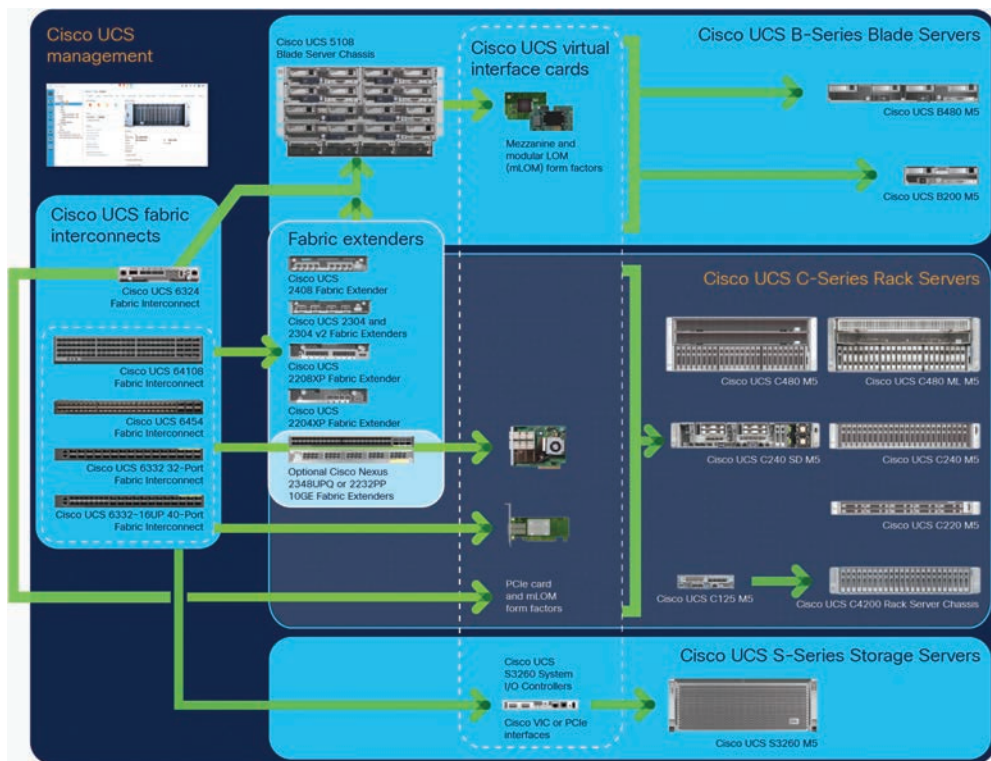 Cisco UCS
management
Cisco UCS 5108
Blade Server Chassis
Cisco UCS virtual
interface cards
Mezzanine and
modular LOM
(mLOM) form factors
Cisco UCS B-Series Blade Servers
Cisco UCS B480 M5
Cisco UCS B200 M5
Cisco UCS fabric
interconnects
Cisco UCS 6324
Fabric Interconnect
Cisco UCS 64108
Fabric Interconnect
Cisco UCS 6454
Fabric Interconnect
Cisco UCS 6332 32-Port
Fabric Interconnect
Cisco UCS 6332-16UP 40-Port
Fabric Interconnect
Fabric extenders
Cisco UCS
2408 Fabric Extender
Cisco UCS 2304 and
2304 v2 Fabric Extenders
Cisco UCS
2208XP Fabric Extender
Cisco UCS
2204XP Fabric Extender
Optional Cisco Nexus
2348UPQ or 2232PP
10GE Fabric Extenders
PCIe card
and mLOM
form factors
Cisco UCS C-Series Rack Servers
Cisco UCS C480 M5
Cisco UCS C480 ML M5
Cisco UCS C240 SD M5
Cisco UCS C240 M5
Cisco UCS C220 M5
Cisco UCS C125 M5
Cisco UCS C4200 Rack Server Chassis
Cisco UCS S-Series Storage Servers
Cisco UCS
S3260 System
I/O Controllers
Cisco VIC or PCIe
interfaces
Cisco UCS S3260 M5